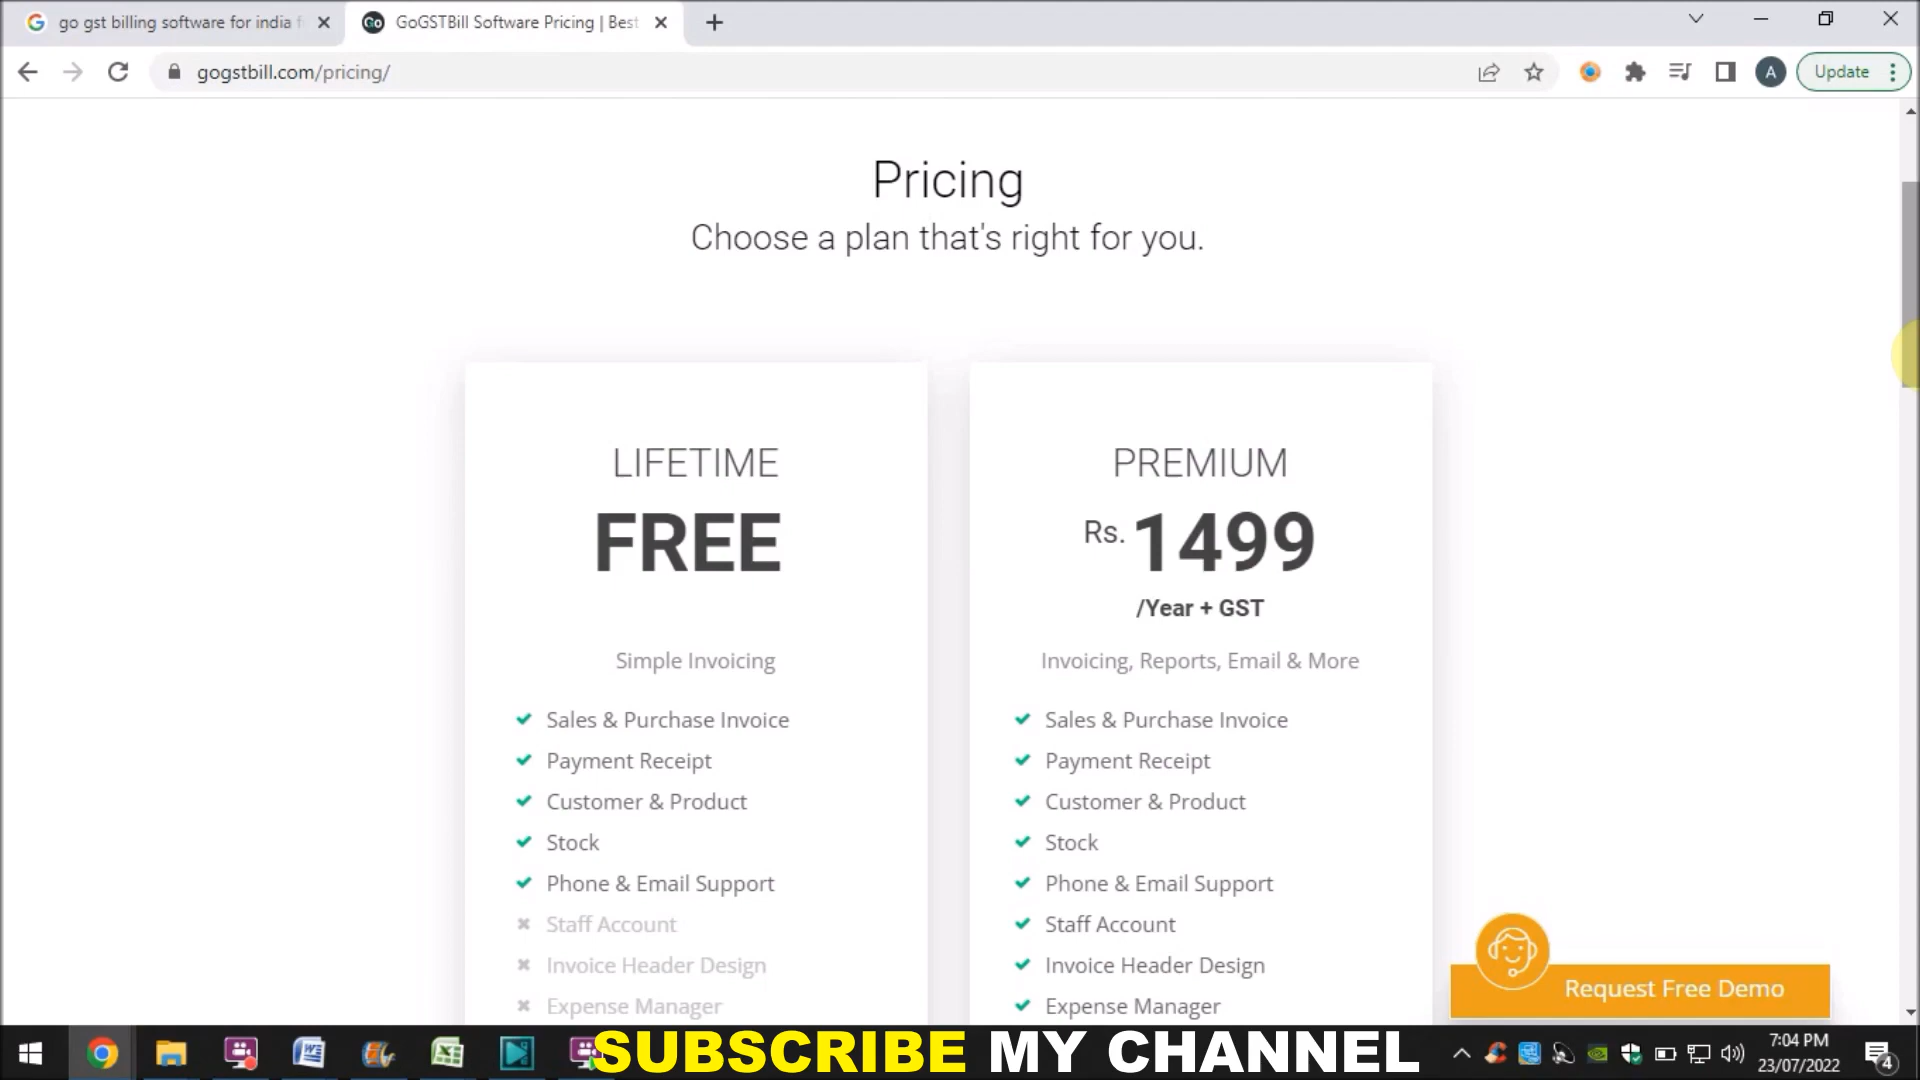 go gst billing software for india f
GoGSTBill Software Pricing | Best
gogstbill.com/pricing/
A
Update
Pricing
Choose a plan that's right for you.
LIFETIME
FREE
Simple Invoicing
Sales & Purchase Invoice
Payment Receipt
Customer & Product
Stock
Phone & Email Support
Staff Account
Invoice Header Design
Expense Manager
PREMIUM
Rs. 1499
/Year + GST
Invoicing, Reports, Email & More
Sales & Purchase Invoice
Payment Receipt
Customer & Product
Stock
Phone & Email Support
Staff Account
Invoice Header Design
Expense Manager
Request Free Demo
SUBSCRIBE MY CHANNEL
7:04 PM
23/07/2022
4